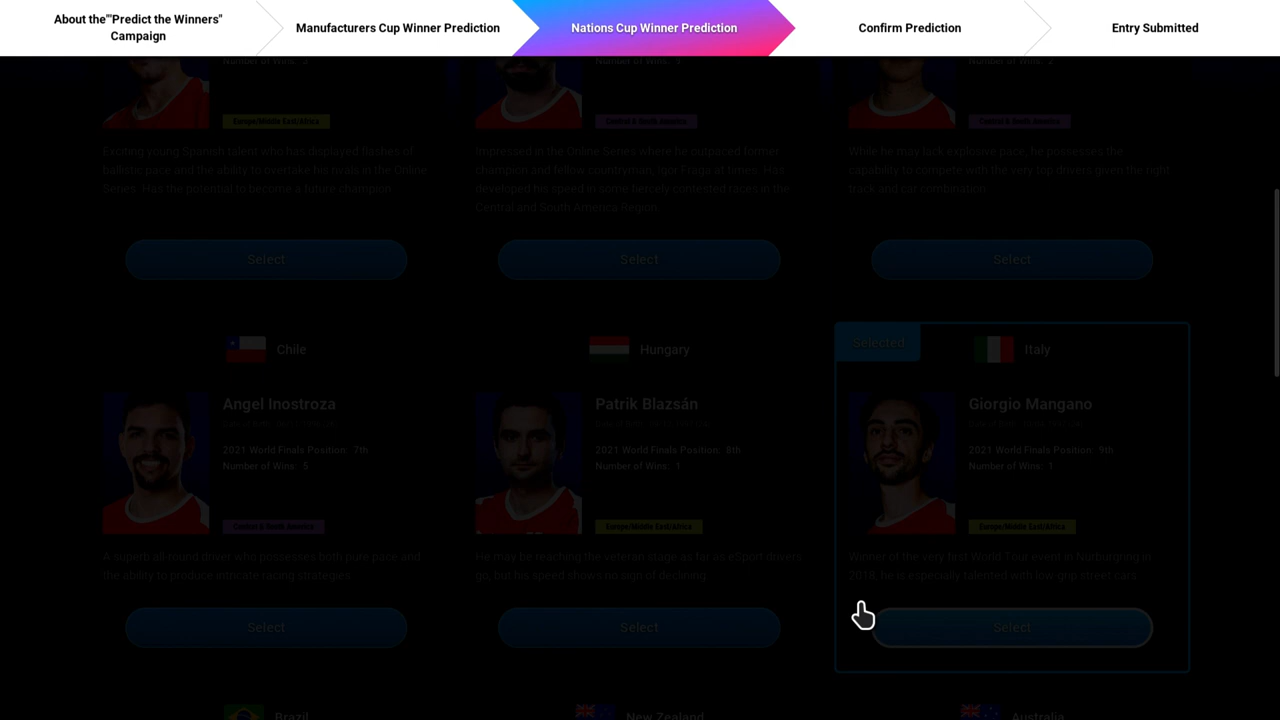 About the"'Predict the Winners"
Campaign
Manufacturers Cup Winner Prediction
Nations Cup Winner Prediction
Confirm Prediction
Entry Submitted
Number of Wins:
Number of Wins:
Number of Wins: 2
Europe/Middle East/Africa
Central & South America
Central & South America
Exciting young Spanish talent who has displayed flashes of
ballistic pace and the ability to overtake his rivals in the Online
Series. Has the potential to become a future champion.
Impressed in the Online Series where he outpaced former
champion and fellow countryman, Igor Fraga at times. Has
developed his speed in some fiercely contested races in the
Central and South America Region.
While he may lack explosive pace, he possesses the
capability to compete with the very top drivers given the right
track and car combination.
Select
Select
Select
Chile
Angel Inostroza
2021 World Finals Position: 7th
Number of Wins: 5
Central & South America
A superb all-round driver who possesses both pure pace and
the ability to produce intricate racing strategies.
Select
Hungary
Patrik Blazsán
2021 World Finals Position: 8th
Number of Wins: 1
Europe/Middle East/Africa
He may be reaching the veteran stage as far as eSport drivers
go, but his speed shows no sign of declining.
Select
Selected
Italy
Giorgio Mangano
2021 World Finals Position: 9th
Number of Wins: 1
Europe/Middle East/Africa
Winner of the very first World Tour event in Nürburgring in
2018, he is especially talented with low grip street cars.
Select
Brazil
New Zealand
Australia